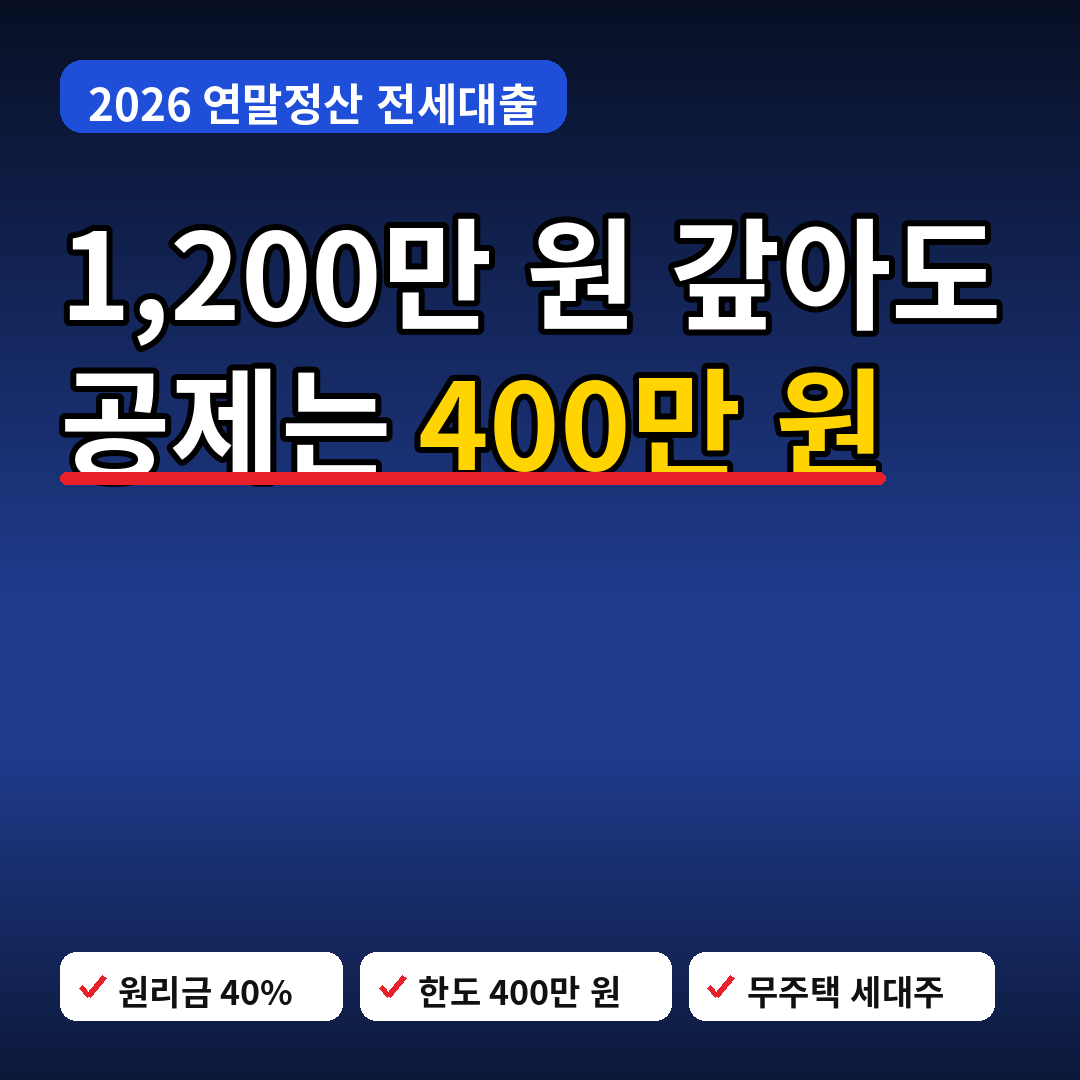 2026 연말정산 전세대출
1,200만 원 갚아도
공제는 400만 원
원리금 40%
한도 400만 원
무주택 세대주